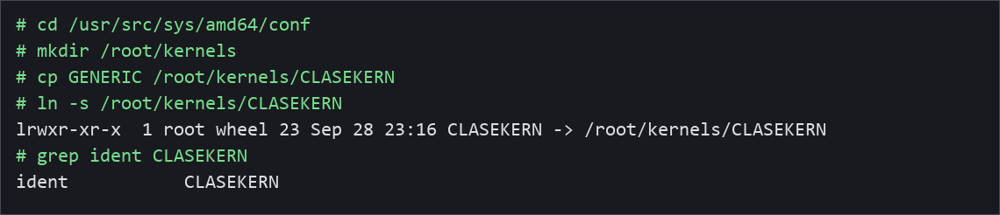 # cd /usr/src/sys/amd64/conf
# mkdir /root/kernels
# cp GENERIC /root/kernels/CLASEKERN
# ln -s /root/kernels/CLASEKERN
lrwxr-xr-x  1 root wheel 23 Sep 28 23:16 CLASEKERN -> /root/kernels/CLASEKERN
# grep ident CLASEKERN
ident           CLASEKERN